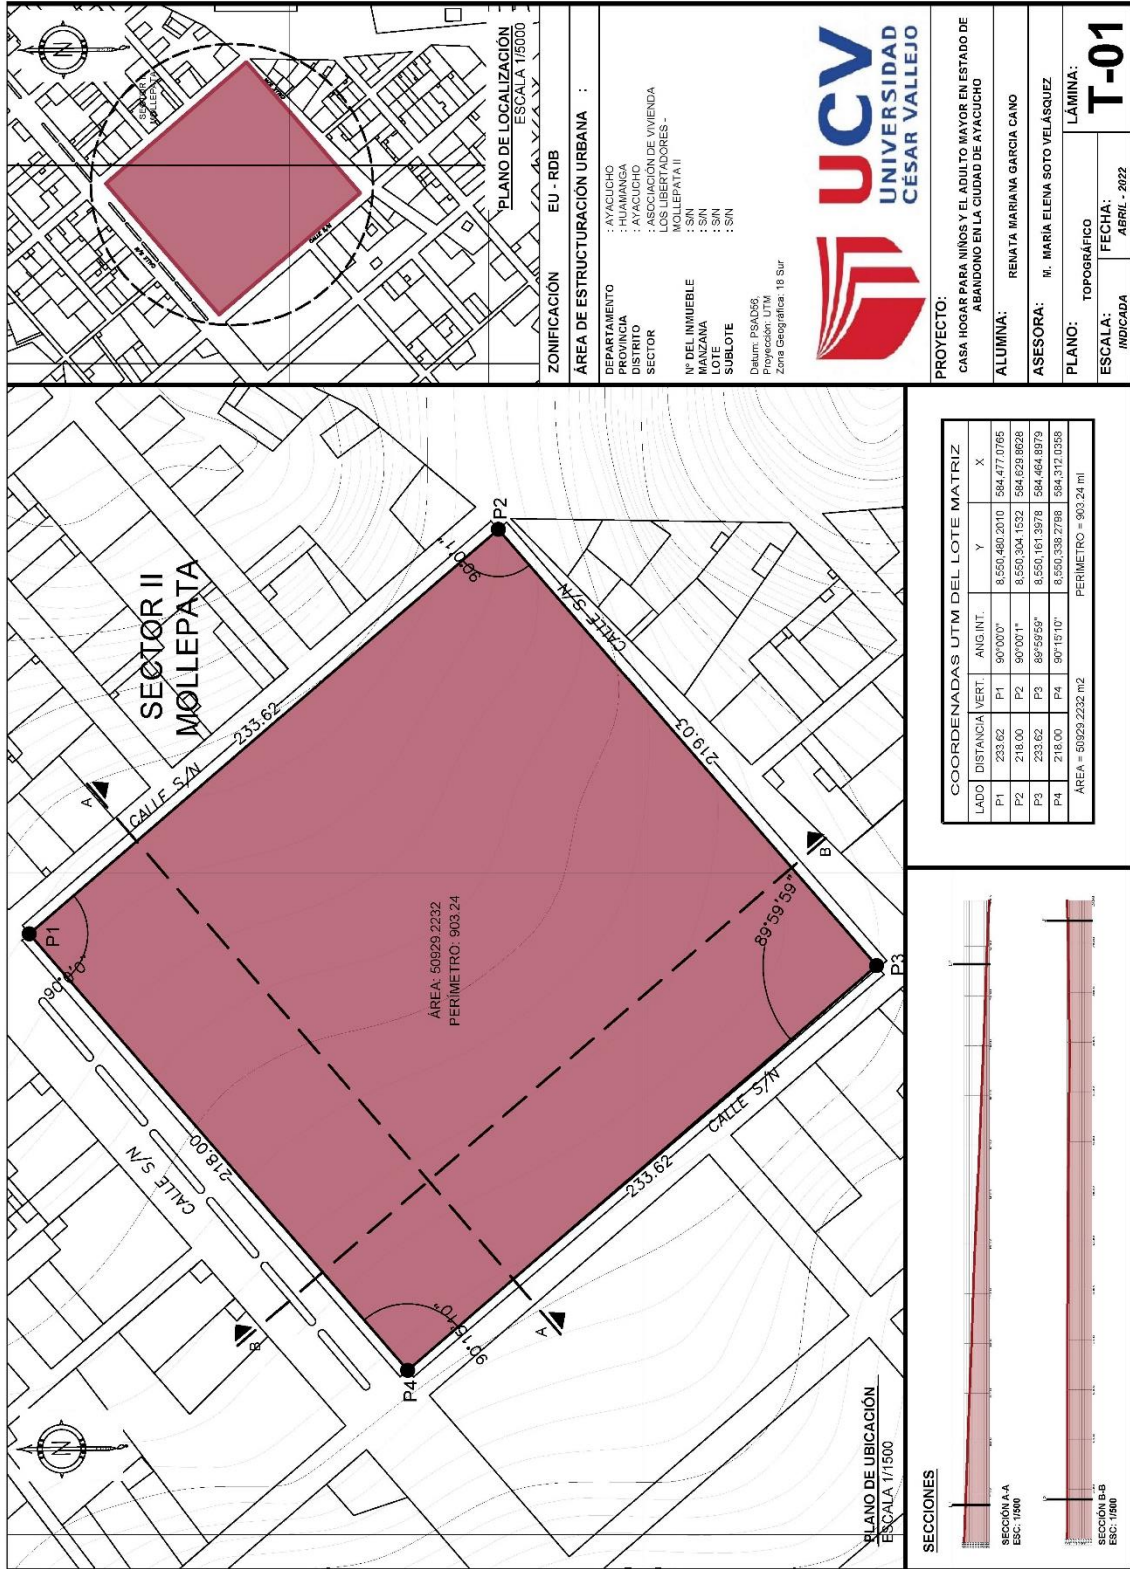 N
SECTOR II
MOLLEPATA
P1
90°0'0"
CALLE S/N
233.62
A
P2
90°0'1"
CALLE S/N
219.03
B
89°59'59"
P3
CALLE S/N
233.62
A
90°15'10"
P4
B
CALLE S/N
218.00
ÁREA: 50929.2232
PERÍMETRO: 903.24
PLANO DE UBICACIÓN
ESCALA 1/1500
N
SECTOR II
MOLLEPATA
CALLE S/N
CALLE S/N
CALLE S/N
PLANO DE LOCALIZACIÓN
ESCALA 1/5000
ZONIFICACIÓN EU - RDB
ÁREA DE ESTRUCTURACIÓN URBANA :
DEPARTAMENTO : AYACUCHO
PROVINCIA : HUAMANGA
DISTRITO : AYACUCHO
SECTOR : ASOCIACIÓN DE VIVIENDA
LOS LIBERTADORES -
MOLLEPATA II
Nº DEL INMUEBLE : S/N
MANZANA : S/N
LOTE : S/N
SUBLOTE : S/N
Datum: PSAD56,
Proyección: UTM
Zona Geográfica: 18 Sur
UCV
UNIVERSIDAD
CÉSAR VALLEJO
PROYECTO:
CASA HOGAR PARA NIÑOS Y EL ADULTO MAYOR EN ESTADO DE
ABANDONO EN LA CIUDAD DE AYACUCHO
ALUMNA:
RENATA MARIANA GARCIA CANO
ASESORA:
M. MARÍA ELENA SOTO VELÁSQUEZ
PLANO:
TOPOGRÁFICO
LÁMINA:
T-01
ESCALA:
INDICADA
FECHA:
ABRIL - 2022
SECCIONES
SECCIÓN A-A
ESC: 1/500
SECCIÓN B-B
ESC: 1/500
COORDENADAS UTM DEL LOTE MATRIZ
LADO DISTANCIA VERT. ANG.INT. Y X
P1 233.62 P1 90°00'0" 8,550,480.2010 584,477.0765
P2 218.00 P2 90°00'1" 8,550,304.1532 584,629.8628
P3 233.62 P3 89°59'59" 8,550,161.3978 584,464.8979
P4 218.00 P4 90°15'10" 8,550,338.2798 584,312.0358
ÁREA = 50929.2232 m2 PERÍMETRO = 903.24 ml